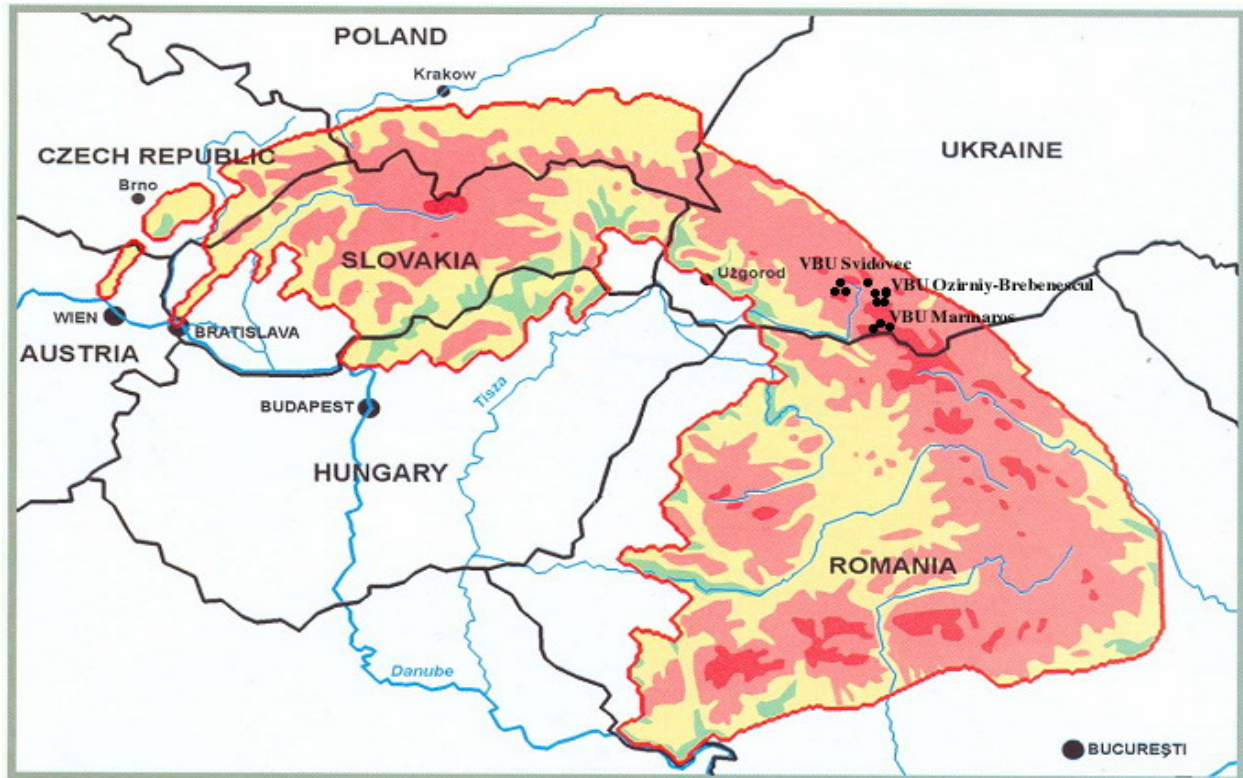 POLAND
Krakow
CZECH REPUBLIC
UKRAINE
Brno
SLOVAKIA
Užgorod
VBU Svidovec
VBU Ozirniy-Brebenescul
VBU Marmaros
WIEN
BRATISLAVA
AUSTRIA
Tisza
BUDAPEST
HUNGARY
ROMANIA
Danube
BUCUREŞTI